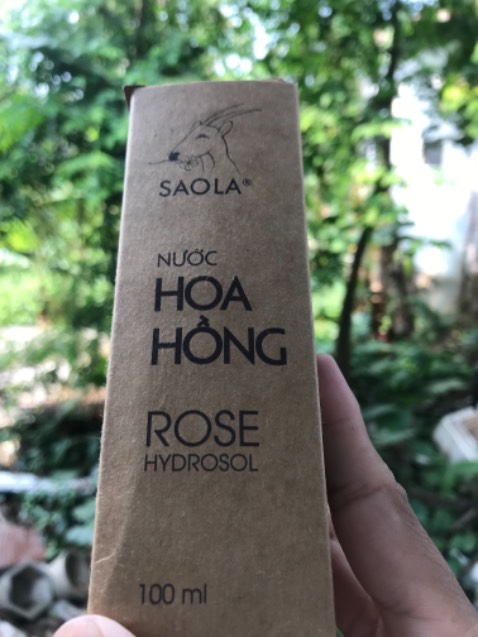 SAOLA®
NƯỚC
HOA
HỒNG
ROSE
HYDROSOL
100 ml